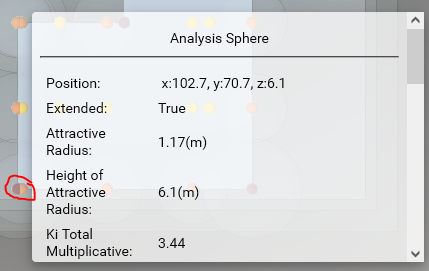 Analysis Sphere
Position: x:102.7, y:70.7, z:6.1
Extended: True
Attractive
Radius: 1.17(m)
Height of
Attractive 6.1(m)
Radius:
Ki Total 3.44
Multiplicative: